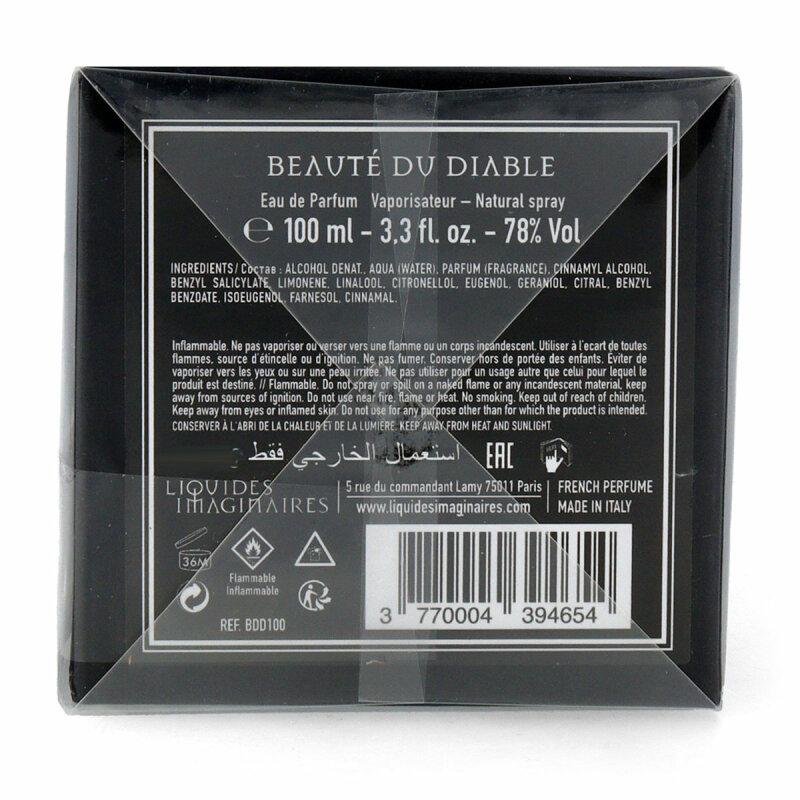 BEAUTÉ DU DIABLE
Eau de Parfum Vaporisateur – Natural spray
℮ 100 ml - 3,3 fl. oz. - 78% Vol
INGREDIENTS/ Состав : ALCOHOL DENAT., AQUA (WATER), PARFUM (FRAGRANCE), CINNAMYL ALCOHOL,
BENZYL SALICYLATE, LIMONENE, LINALOOL, CITRONELLOL, EUGENOL, GERANIOL, CITRAL, BENZYL
BENZOATE, ISOEUGENOL, FARNESOL, CINNAMAL.
Inflammable. Ne pas vaporiser ou verser vers une flamme ou un corps incandescent. Utiliser à l'ecart de toutes
flammes, source d'étincelle ou d'ignition. Ne pas fumer. Conserver hors de portée des enfants. Éviter de
vaporiser vers les yeux ou sur une peau irritée. Ne pas utiliser pour un usage autre que celui pour lequel le
produit est destiné. // Flammable. Do not spray or spill on a naked flame or any incandescent material, keep
away from sources of ignition. Do not use near fire, flame or heat. No smoking. Keep out of reach of children.
Keep away from eyes or inflamed skin. Do not use for any purpose other than for which the product is intended.
CONSERVER À L'ABRI DE LA CHALEUR ET DE LA LUMIÈRE. KEEP AWAY FROM HEAT AND SUNLIGHT.
استعمال الخارجي فقط EAC
LIQUIDES
IMAGINAIRES
5 rue du commandant Lamy 75011 Paris
www.liquidesimaginaires.com
FRENCH PERFUME
MADE IN ITALY
36M
Flammable
Inflammable
REF. BDD100
3 770004 394654